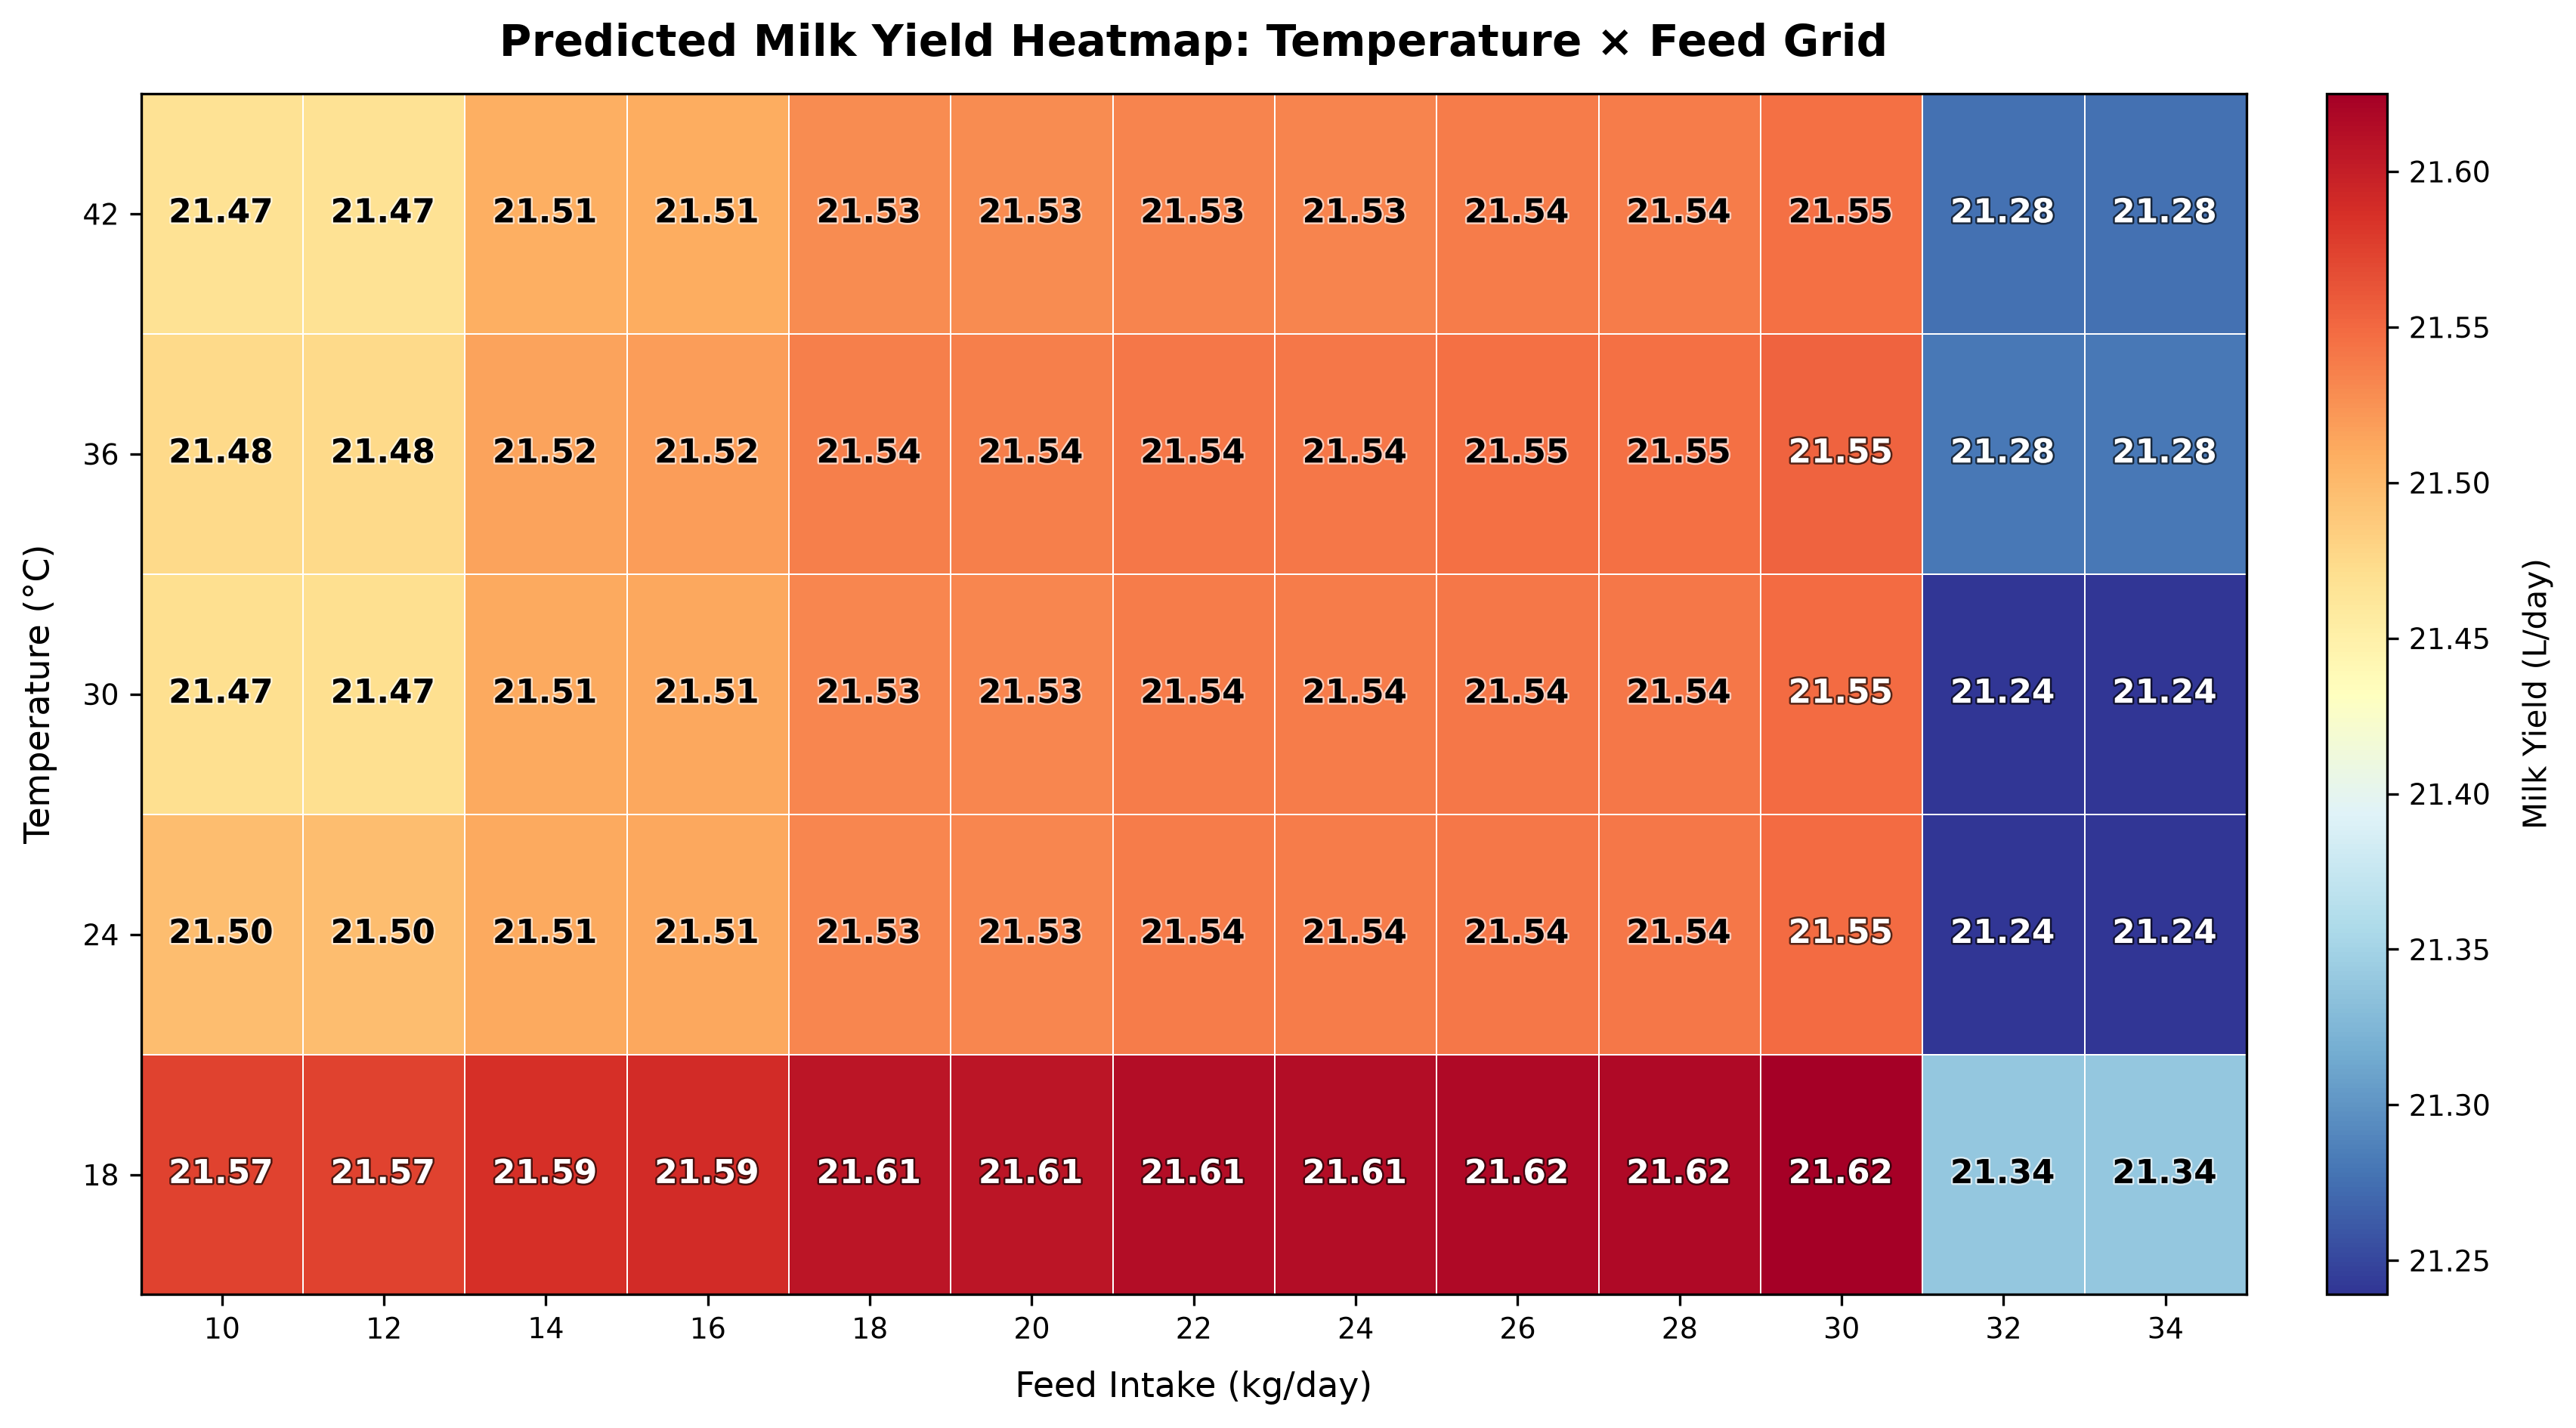 Predicted Milk Yield Heatmap: Temperature × Feed Grid
Temperature (°C)
42 21.47 21.47 21.51 21.51 21.53 21.53 21.53 21.53 21.54 21.54 21.55 21.28 21.28
36 21.48 21.48 21.52 21.52 21.54 21.54 21.54 21.54 21.55 21.55 21.55 21.28 21.28
30 21.47 21.47 21.51 21.51 21.53 21.53 21.54 21.54 21.54 21.54 21.55 21.24 21.24
24 21.50 21.50 21.51 21.51 21.53 21.53 21.54 21.54 21.54 21.54 21.55 21.24 21.24
18 21.57 21.57 21.59 21.59 21.61 21.61 21.61 21.61 21.62 21.62 21.62 21.34 21.34
10 12 14 16 18 20 22 24 26 28 30 32 34
Feed Intake (kg/day)
21.60
21.55
21.50
21.45
21.40
21.35
21.30
21.25
Milk Yield (L/day)